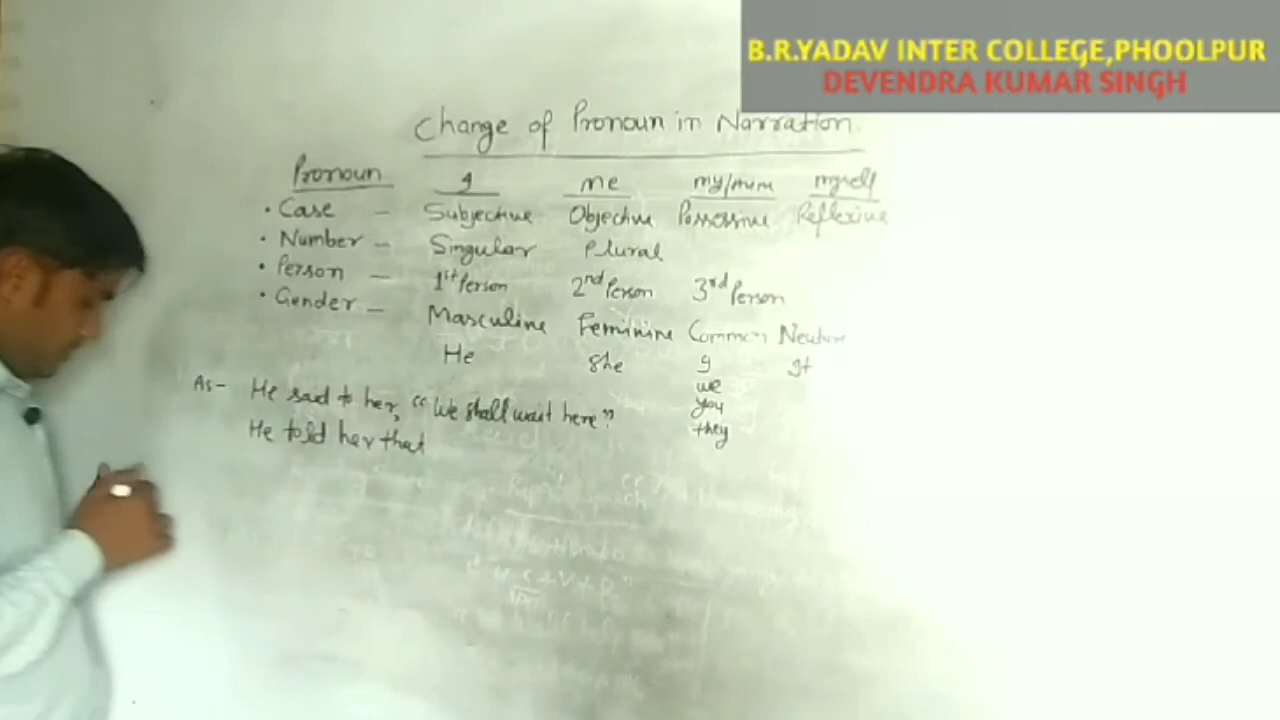 B.R.YADAV INTER COLLEGE,PHOOLPUR
DEVENDRA KUMAR SINGH
Change of Pronoun in Narration.
Pronoun I me my/mine myself
• Case - Subjective Objective Possessive Reflexive
• Number - Singular Plural
• Person - 1st Person 2nd Person 3rd Person
• Gender - Masculine Feminine Common Neuter
He She I It
we
you
they
As- He said to her, "We shall wait here".
He told her that